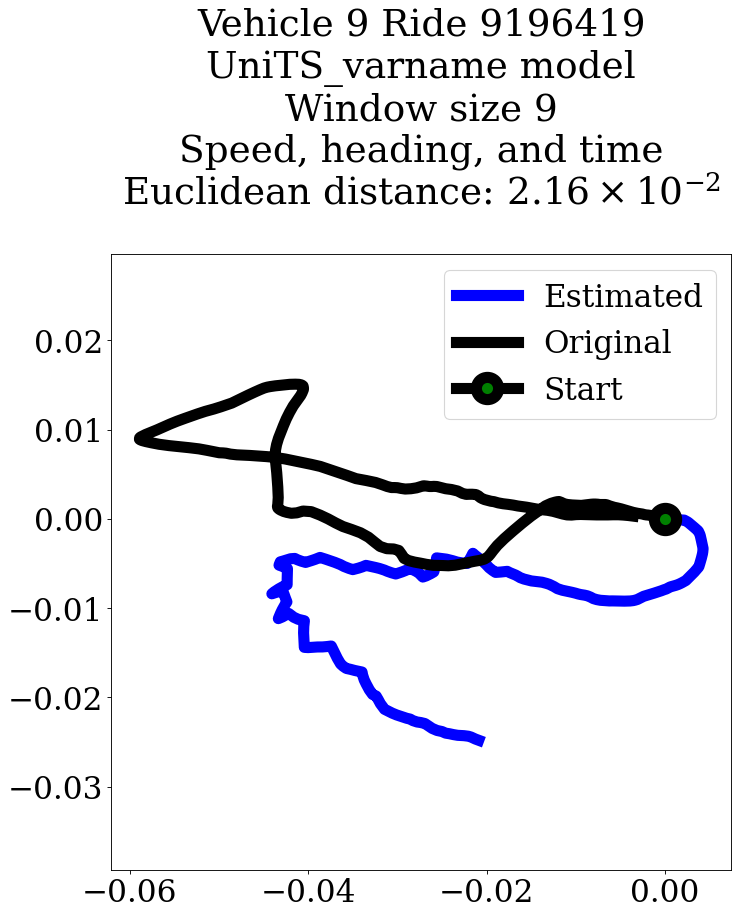 Vehicle 9 Ride 9196419
UniTS_varname model
Window size 9
Speed, heading, and time
Euclidean distance: 2.16 × 10⁻²
Estimated
Original
Start
0.02
0.01
0.00
−0.01
−0.02
−0.03
−0.06 −0.04 −0.02 0.00